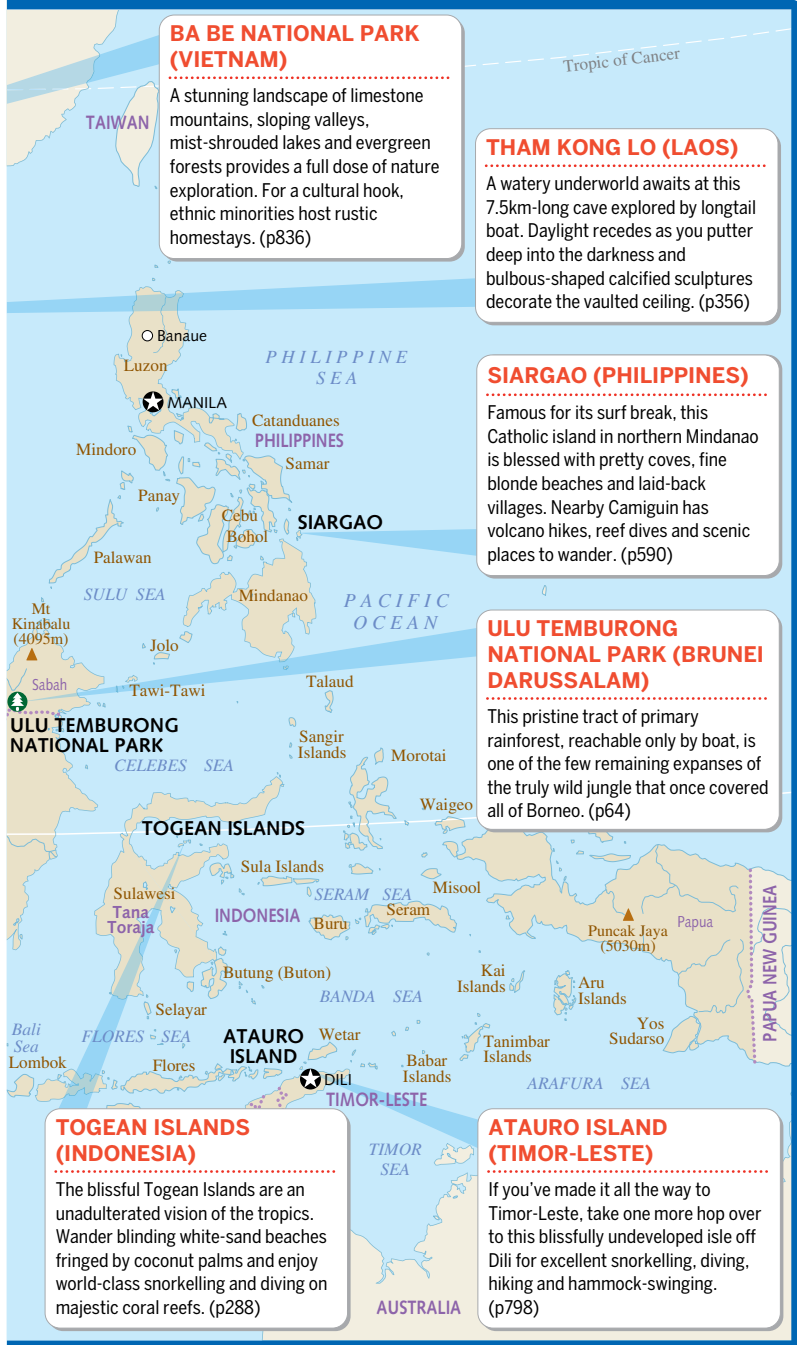 BA BE NATIONAL PARK
(VIETNAM)
A stunning landscape of limestone
mountains, sloping valleys,
mist-shrouded lakes and evergreen
forests provides a full dose of nature
exploration. For a cultural hook,
ethnic minorities host rustic
homestays. (p836)
Tropic of Cancer
TAIWAN
THAM KONG LO (LAOS)
A watery underworld awaits at this
7.5km-long cave explored by longtail
boat. Daylight recedes as you putter
deep into the darkness and
bulbous-shaped calcified sculptures
decorate the vaulted ceiling. (p356)
Banaue
PHILIPPINE
SEA
Luzon
MANILA
SIARGAO (PHILIPPINES)
Famous for its surf break, this
Catholic island in northern Mindanao
is blessed with pretty coves, fine
blonde beaches and laid-back
villages. Nearby Camiguin has
volcano hikes, reef dives and scenic
places to wander. (p590)
Catanduanes
PHILIPPINES
Mindoro
Samar
Panay
Cebu
Bohol
SIARGAO
Palawan
SULU SEA
Mindanao
PACIFIC
OCEAN
Mt
Kinabalu
(4095m)
Jolo
Sabah
Tawi-Tawi
Talaud
ULU TEMBURONG
NATIONAL PARK
ULU TEMBURONG
NATIONAL PARK (BRUNEI
DARUSSALAM)
This pristine tract of primary
rainforest, reachable only by boat, is
one of the few remaining expanses of
the truly wild jungle that once covered
all of Borneo. (p64)
Sangir
Islands
Morotai
CELEBES SEA
Waigeo
TOGEAN ISLANDS
Sula Islands
SERAM SEA
Misool
Sulawesi
Tana
Toraja
INDONESIA
Buru
Seram
Puncak Jaya
(5030m)
Papua
PAPUA NEW GUINEA
Butung (Buton)
Kai
Islands
Aru
Islands
BANDA SEA
Selayar
Yos
Sudarso
Bali
Sea
FLORES SEA
ATAURO
ISLAND
Wetar
Tanimbar
Islands
Lombok
Flores
Babar
Islands
DILI
ARAFURA SEA
TIMOR-LESTE
TOGEAN ISLANDS
(INDONESIA)
The blissful Togean Islands are an
unadulterated vision of the tropics.
Wander blinding white-sand beaches
fringed by coconut palms and enjoy
world-class snorkelling and diving on
majestic coral reefs. (p288)
TIMOR
SEA
ATAURO ISLAND
(TIMOR-LESTE)
If you've made it all the way to
Timor-Leste, take one more hop over
to this blissfully undeveloped isle off
Dili for excellent snorkelling, diving,
hiking and hammock-swinging.
(p798)
AUSTRALIA